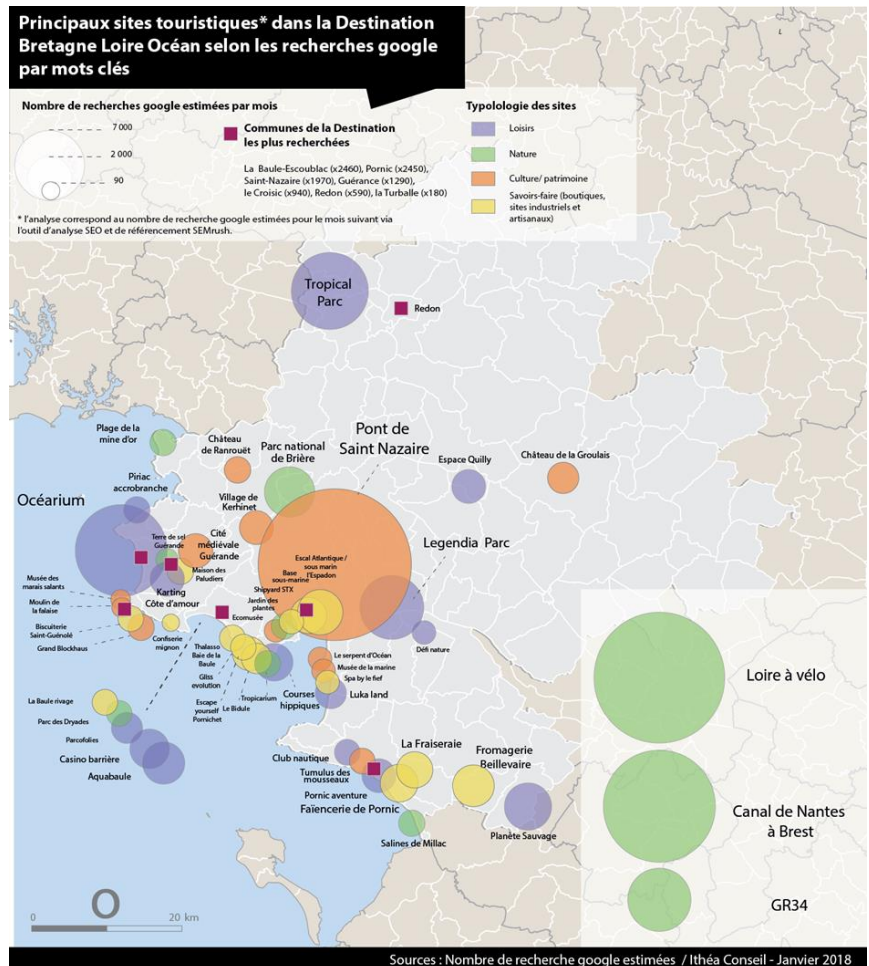 Principaux sites touristiques* dans la Destination
Bretagne Loire Océan selon les recherches google
par mots clés
Nombre de recherches google estimées par mois
7 000
2 000
90
Communes de la Destination
les plus recherchées
La Baule-Escoublac (x2460), Pornic (x2450),
Saint-Nazaire (x1970), Guérance (x1290),
le Croisic (x940), Redon (x590), la Turballe (x180)
* l'analyse correspond au nombre de recherche google estimées pour le mois suivant via
l'outil d'analyse SEO et de référencement SEMrush.
Typologie des sites
Loisirs
Nature
Culture/ patrimoine
Savoirs-faire (boutiques,
sites industriels et
artisanaux)
Tropical
Parc
Redon
Plage de la
mine d'or
Château
de Ranrouët
Parc national
de Brière
Pont de
Saint Nazaire
Espace Quilly
Château de la Groulais
Piriac
accrobranche
Océarium
Village de
Kerhinet
Terre de sel
Guérande
Cité
médiévale
Guérande
Maison des
Paludiers
Legendia Parc
Escal Atlantique /
sous marin
l'Espadon
Base
sous-marine
Shipyard STX
Jardin des
plantes
Ecomusée
Musée des
marais salants
Moulin de
la falaise
Biscuiterie
Saint-Guénolé
Grand Blockhaus
Karting
Côte d'amour
Confiserie
mignon
Thalasso
Baie de la
Baule
Gliss
evolution
Escape
yourself
Pornichet
Le Bidule
Tropicarium
Courses
hippiques
Défi nature
Le serpent d'Océan
Musée de la marine
Spa by le fief
Luka land
La Baule rivage
Parc des Dryades
Parcofolies
Casino barrière
Aquabaule
Club nautique
Tumulus des
mousseaux
Pornic aventure
Faïencerie de Pornic
La Fraiseraie
Fromagerie
Beillevaire
Planète Sauvage
Salines de Millac
Loire à vélo
Canal de Nantes
à Brest
GR34
0
20 km
Sources : Nombre de recherche google estimées / Ithéa Conseil - Janvier 2018